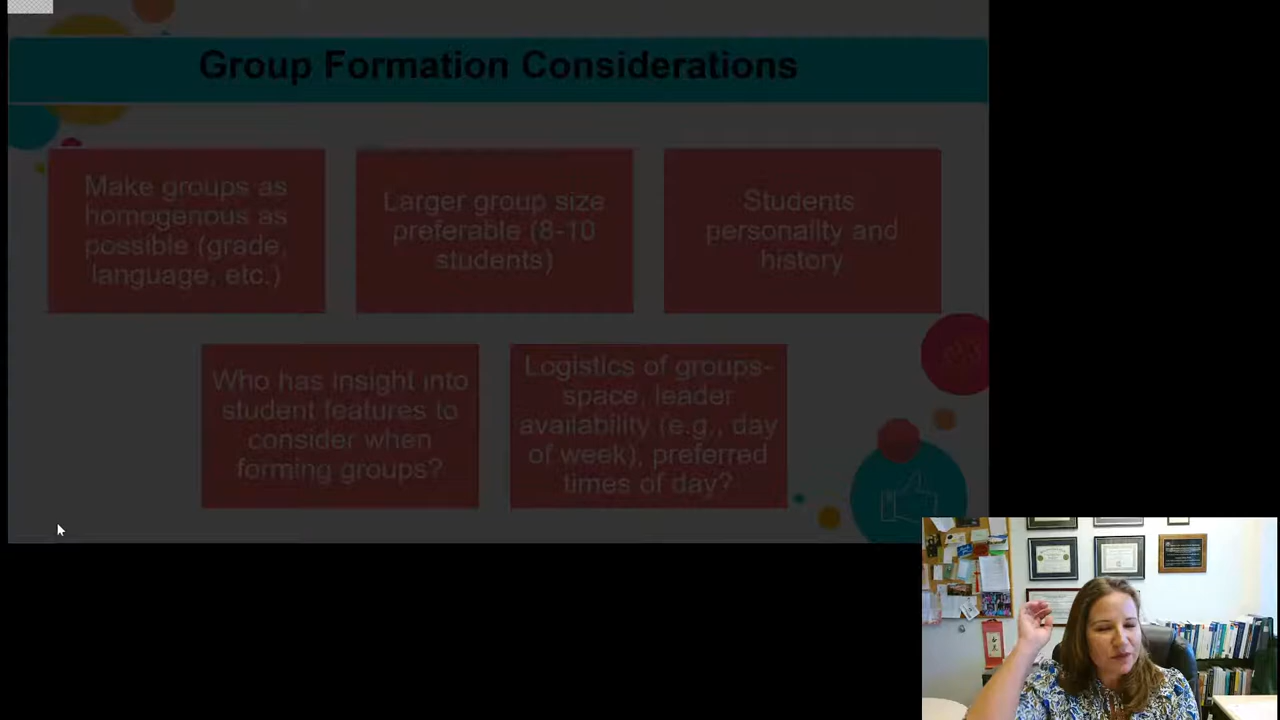 Group Formation Considerations
Make groups as
homogenous as
possible (grade,
language, etc.)
Larger group size
preferable (8-10
students)
Students
personality and
history
Who has insight into
student features to
consider when
forming groups?
Logistics of groups-
space, leader
availability (e.g., day
of week), preferred
times of day?